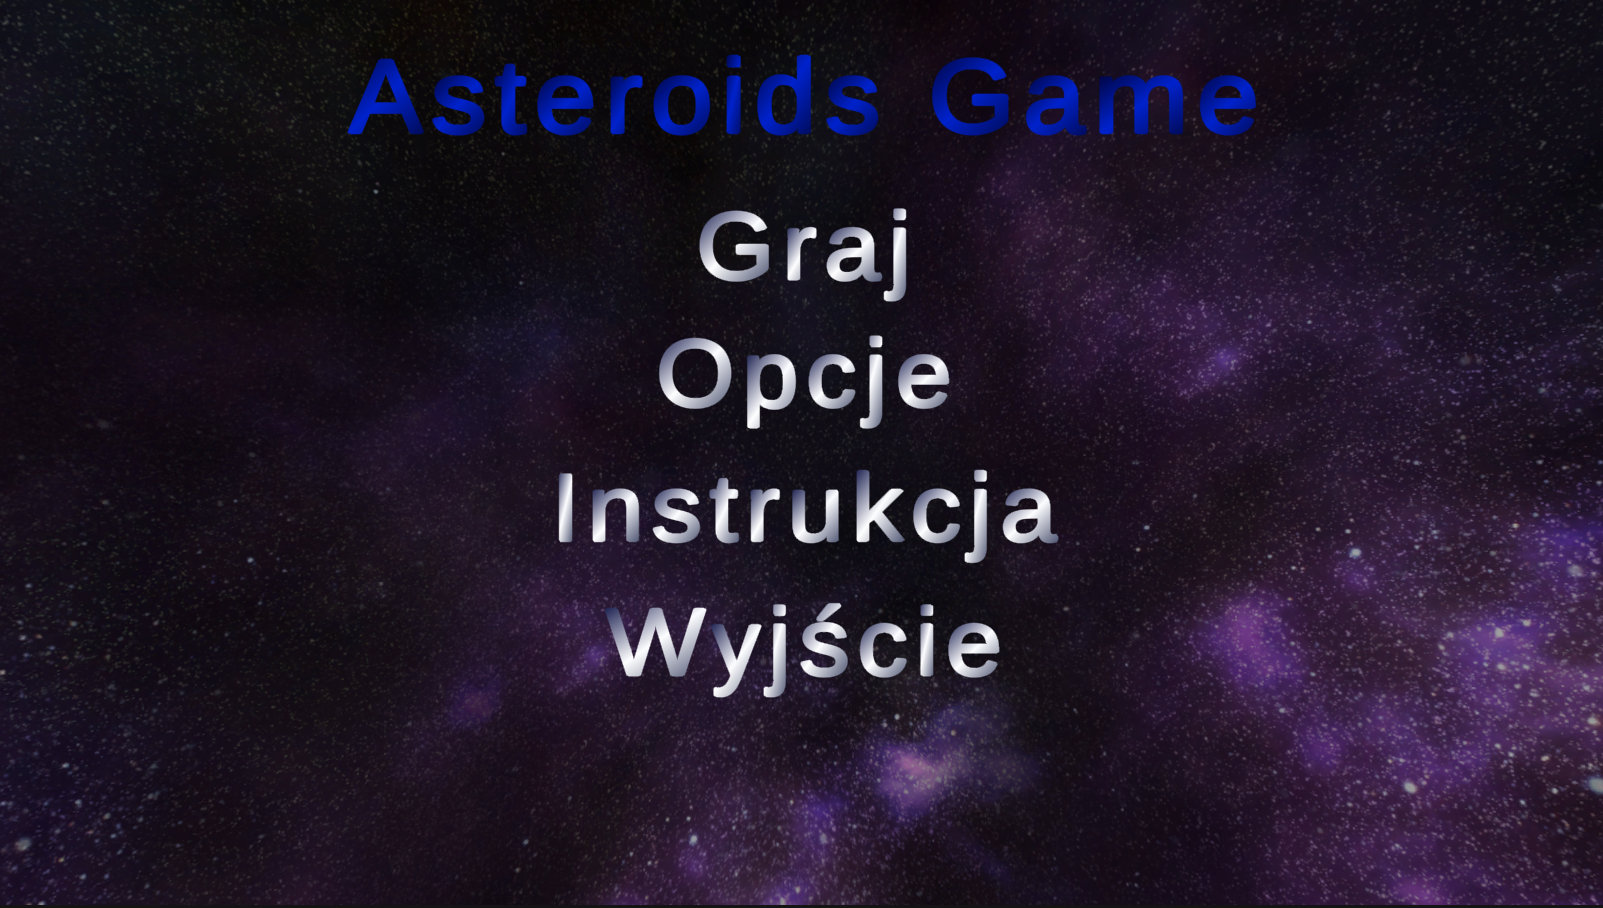 Asteroids Game
Graj
Opcje
Instrukcja
Wyjście